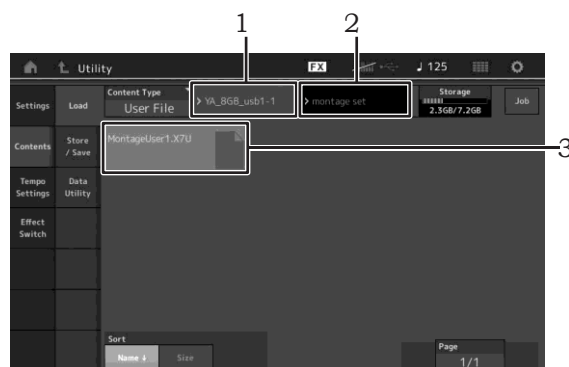 1 2
Utility FX ♩ 125
Settings Load Content Type User File > YA_8GB_usb1-1 > montage set Storage 2.3GB/7.2GB Job
Contents Store / Save MontageUser1.X7U 3
Tempo Settings Data Utility
Effect Switch
Sort
Name ↓ Size
Page
1/1